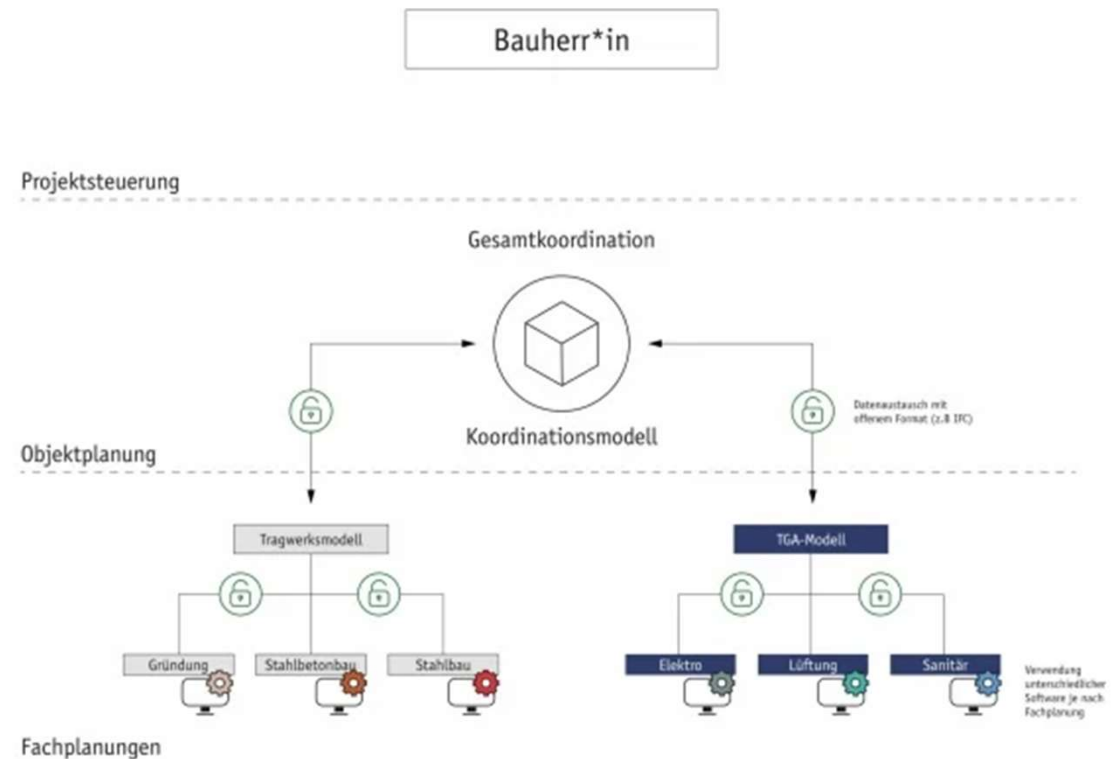 Bauherr*in
Projektsteuerung
Gesamtkoordination
Datenaustausch mit
offenem Format (z.B IFC)
Koordinationsmodell
Objektplanung
Tragwerksmodell
TGA-Modell
Gründung
Stahlbetonbau
Stahlbau
Elektro
Lüftung
Sanitär
Verwendung
unterschiedlicher
Software je nach
Fachplanung
Fachplanungen